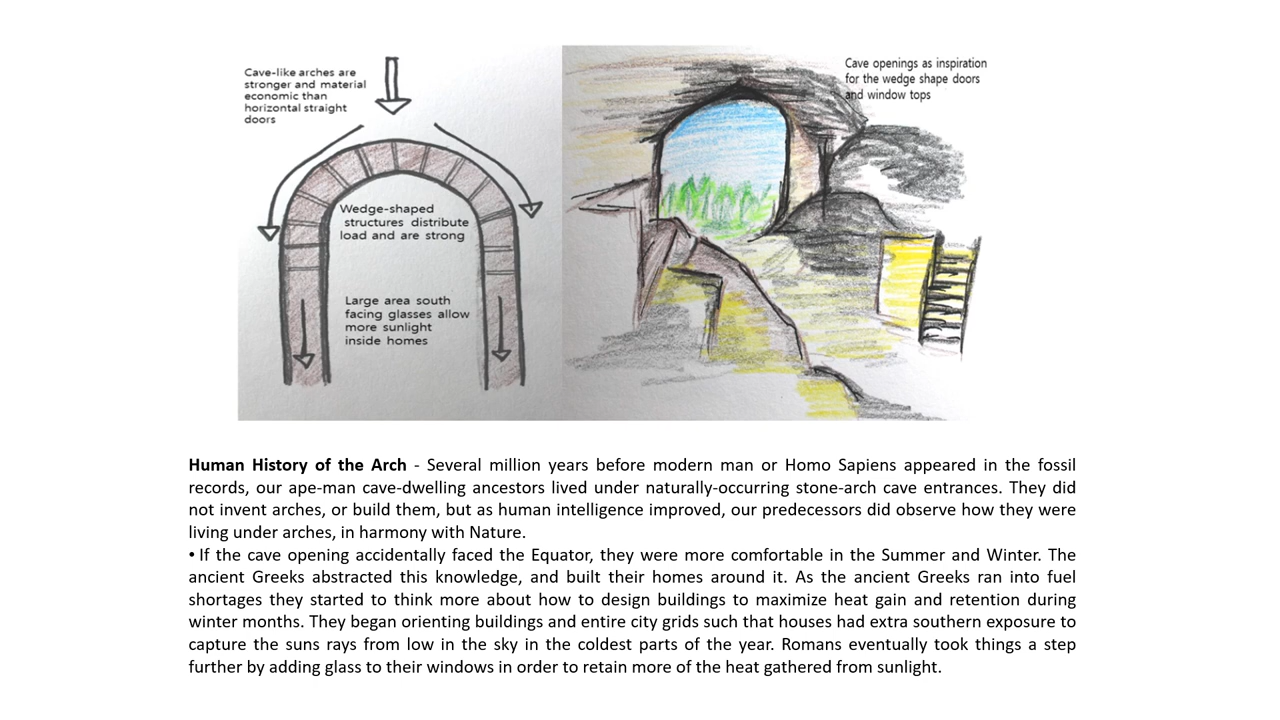 Cave-like arches are
stronger and material
economic than
horizontal straight
doors
Wedge-shaped
structures distribute
load and are strong
Large area south
facing glasses allow
more sunlight
inside homes
Cave openings as inspiration
for the wedge shape doors
and window tops
Human History of the Arch - Several million years before modern man or Homo Sapiens appeared in the fossil
records, our ape-man cave-dwelling ancestors lived under naturally-occurring stone-arch cave entrances. They did
not invent arches, or build them, but as human intelligence improved, our predecessors did observe how they were
living under arches, in harmony with Nature.
• If the cave opening accidentally faced the Equator, they were more comfortable in the Summer and Winter. The
ancient Greeks abstracted this knowledge, and built their homes around it. As the ancient Greeks ran into fuel
shortages they started to think more about how to design buildings to maximize heat gain and retention during
winter months. They began orienting buildings and entire city grids such that houses had extra southern exposure to
capture the suns rays from low in the sky in the coldest parts of the year. Romans eventually took things a step
further by adding glass to their windows in order to retain more of the heat gathered from sunlight.